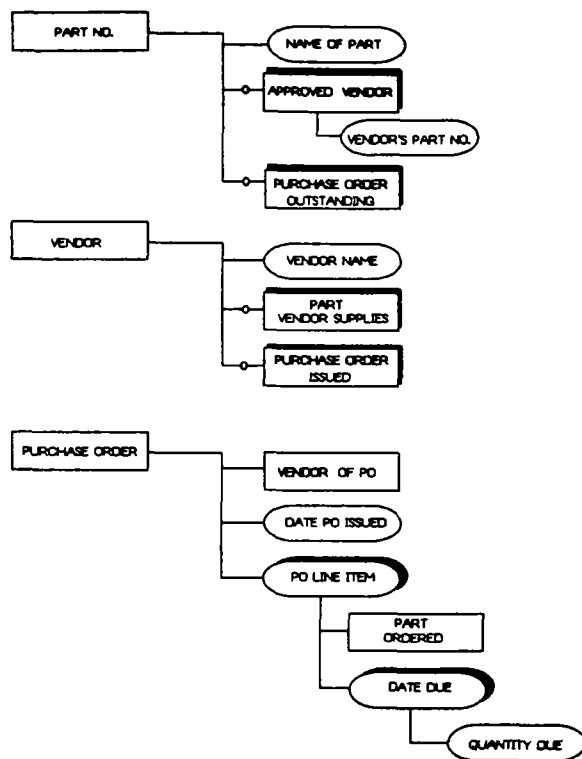 PART NO.
NAME OF PART
APPROVED VENDOR
VENDOR'S PART NO.
PURCHASE ORDER
OUTSTANDING
VENDOR
VENDOR NAME
PART
VENDOR SUPPLIES
PURCHASE ORDER
ISSUED
PURCHASE ORDER
VENDOR OF PO
DATE PO ISSUED
PO LINE ITEM
PART
ORDERED
DATE DUE
QUANTITY DUE